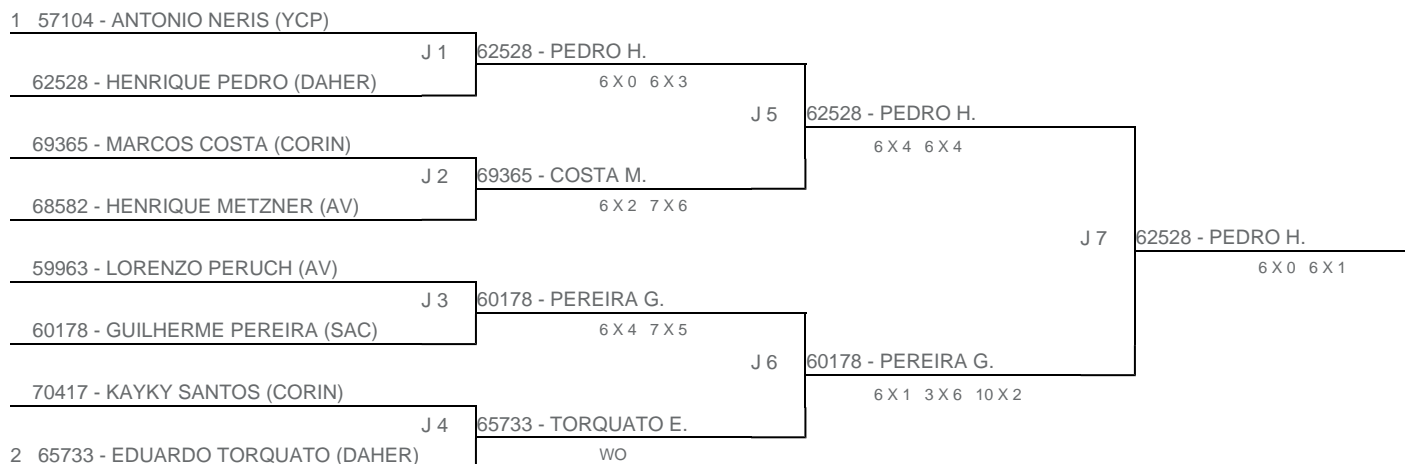 1 57104 - ANTONIO NERIS (YCP)
J 1
62528 - PEDRO H.
62528 - HENRIQUE PEDRO (DAHER)
6 X 0 6 X 3
J 5
62528 - PEDRO H.
69365 - MARCOS COSTA (CORIN)
6 X 4 6 X 4
J 2
69365 - COSTA M.
68582 - HENRIQUE METZNER (AV)
6 X 2 7 X 6
J 7
62528 - PEDRO H.
59963 - LORENZO PERUCH (AV)
6 X 0 6 X 1
J 3
60178 - PEREIRA G.
60178 - GUILHERME PEREIRA (SAC)
6 X 4 7 X 5
J 6
60178 - PEREIRA G.
70417 - KAYKY SANTOS (CORIN)
6 X 1 3 X 6 10 X 2
J 4
65733 - TORQUATO E.
2 65733 - EDUARDO TORQUATO (DAHER)
WO